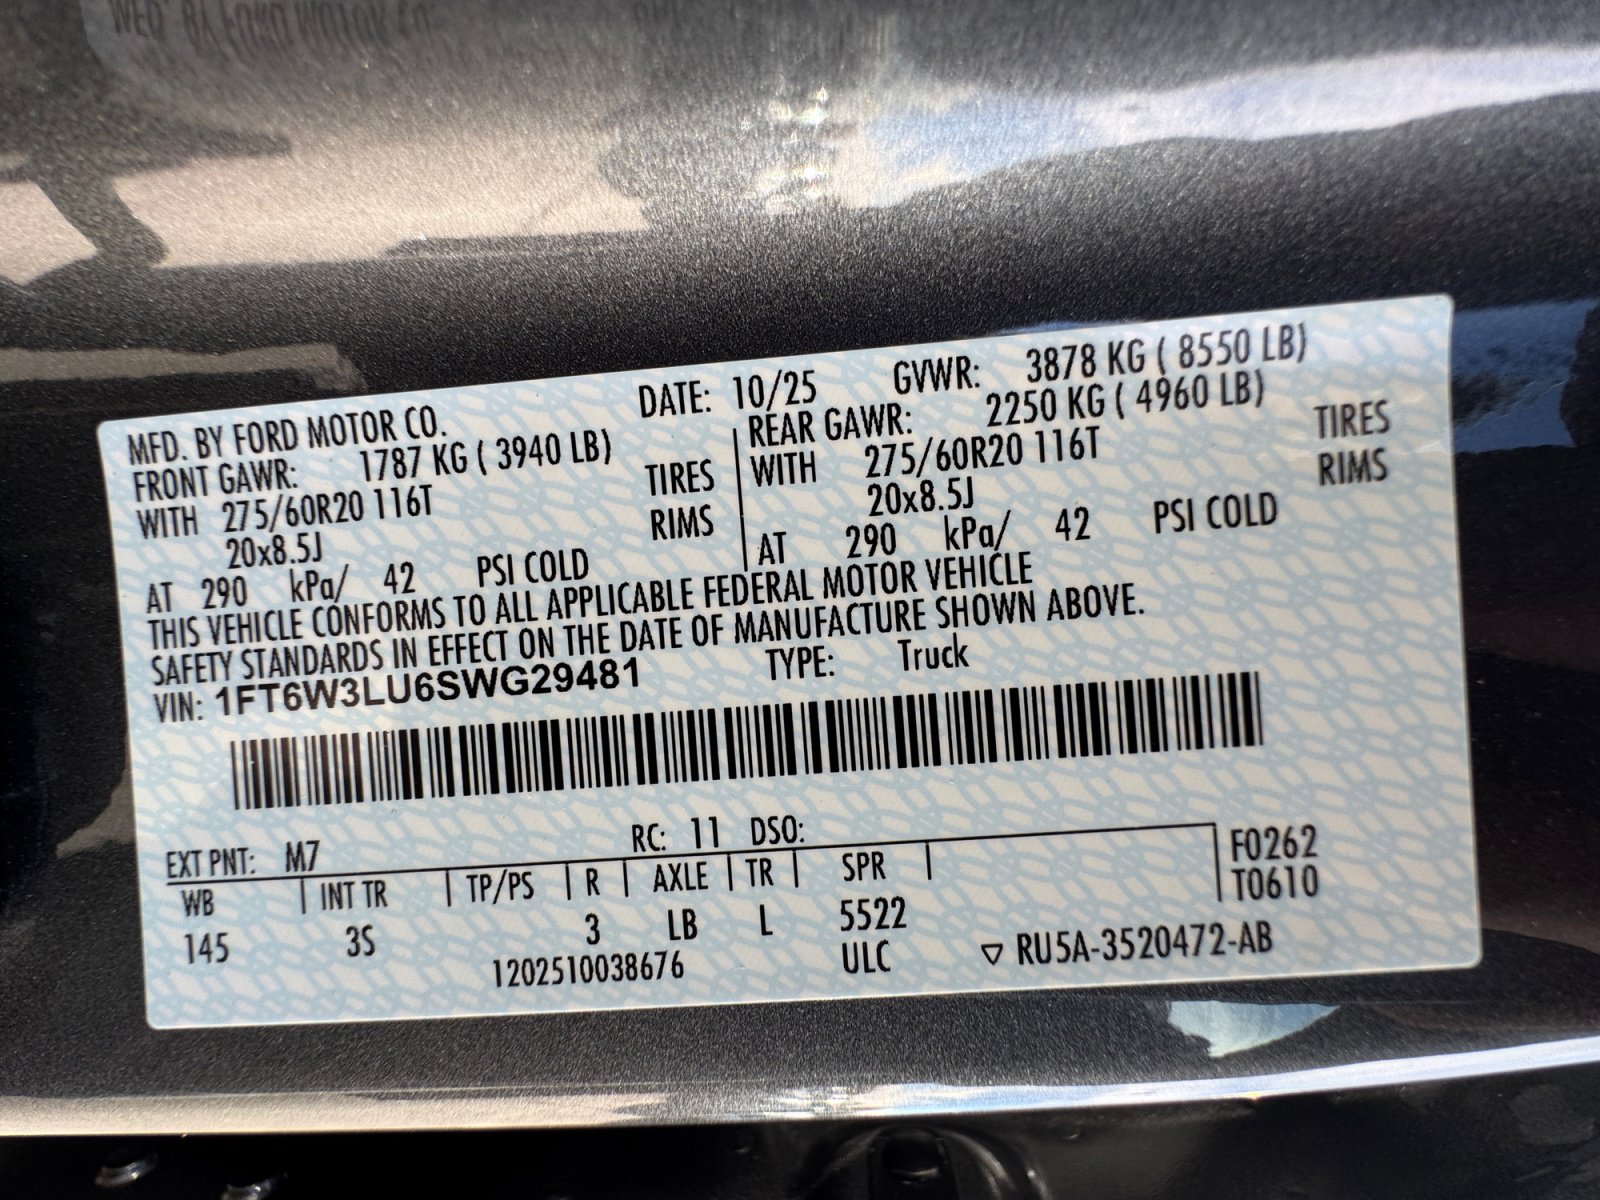 MFD. BY FORD MOTOR CO. DATE: 10/25 GVWR: 3878 KG ( 8550 LB)
FRONT GAWR: 1787 KG ( 3940 LB) REAR GAWR: 2250 KG ( 4960 LB)
WITH 275/60R20 116T TIRES WITH 275/60R20 116T TIRES
20x8.5J RIMS 20x8.5J RIMS
AT 290 kPa/ 42 PSI COLD AT 290 kPa/ 42 PSI COLD
THIS VEHICLE CONFORMS TO ALL APPLICABLE FEDERAL MOTOR VEHICLE
SAFETY STANDARDS IN EFFECT ON THE DATE OF MANUFACTURE SHOWN ABOVE.
VIN: 1FT6W3LU6SWG29481 TYPE: Truck
EXT PNT: M7 RC: 11 DSO:
WB INT TR TP/PS R AXLE TR SPR F0262
T0610
145 3S 3 LB L 5522
1202510038676 ULC ▽ RU5A-3520472-AB